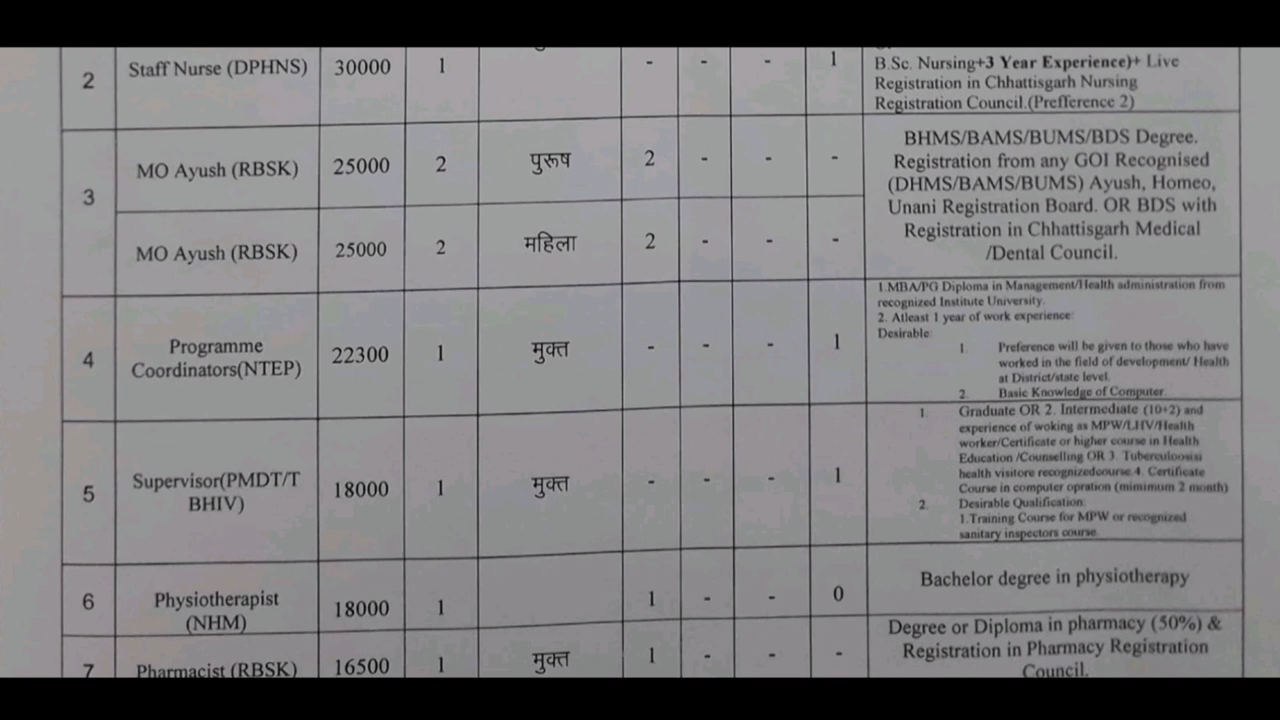 2 Staff Nurse (DPHNS) 30000 1 - - - 1
B.Sc. Nursing+3 Year Experience)+ Live
Registration in Chhattisgarh Nursing
Registration Council.(Prefference 2)
3 MO Ayush (RBSK) 25000 2 पुरूष 2 - - -
MO Ayush (RBSK) 25000 2 महिला 2 - - -
BHMS/BAMS/BUMS/BDS Degree.
Registration from any GOI Recognised
(DHMS/BAMS/BUMS) Ayush, Homeo,
Unani Registration Board. OR BDS with
Registration in Chhattisgarh Medical
/Dental Council.
4 Programme
Coordinators(NTEP) 22300 1 मुक्त - - - 1
1.MBA/PG Diploma in Management/Health administration from
recognized Institute University.
2. Atleast 1 year of work experience:
Desirable:
1. Preference will be given to those who have
worked in the field of development/ Health
at District/state level.
2. Basic Knowledge of Computer.
5 Supervisor(PMDT/T
BHIV) 18000 1 मुक्त - - - 1
1. Graduate OR 2. Intermediate (10+2) and
experience of woking as MPW/LHV/Health
worker/Certificate or higher course in Health
Education /Counselling OR 3. Tuberculoosisi
health visitore recognizedcourse.4. Certificate
Course in computer opration (mimimum 2 month)
2. Desirable Qualification:
1.Training Course for MPW or recognized
sanitary inspectors course.
6 Physiotherapist
(NHM) 18000 1 1 - - 0
Bachelor degree in physiotherapy
7 Pharmacist (RBSK) 16500 1 मुक्त 1 - - -
Degree or Diploma in pharmacy (50%) &
Registration in Pharmacy Registration
Council.